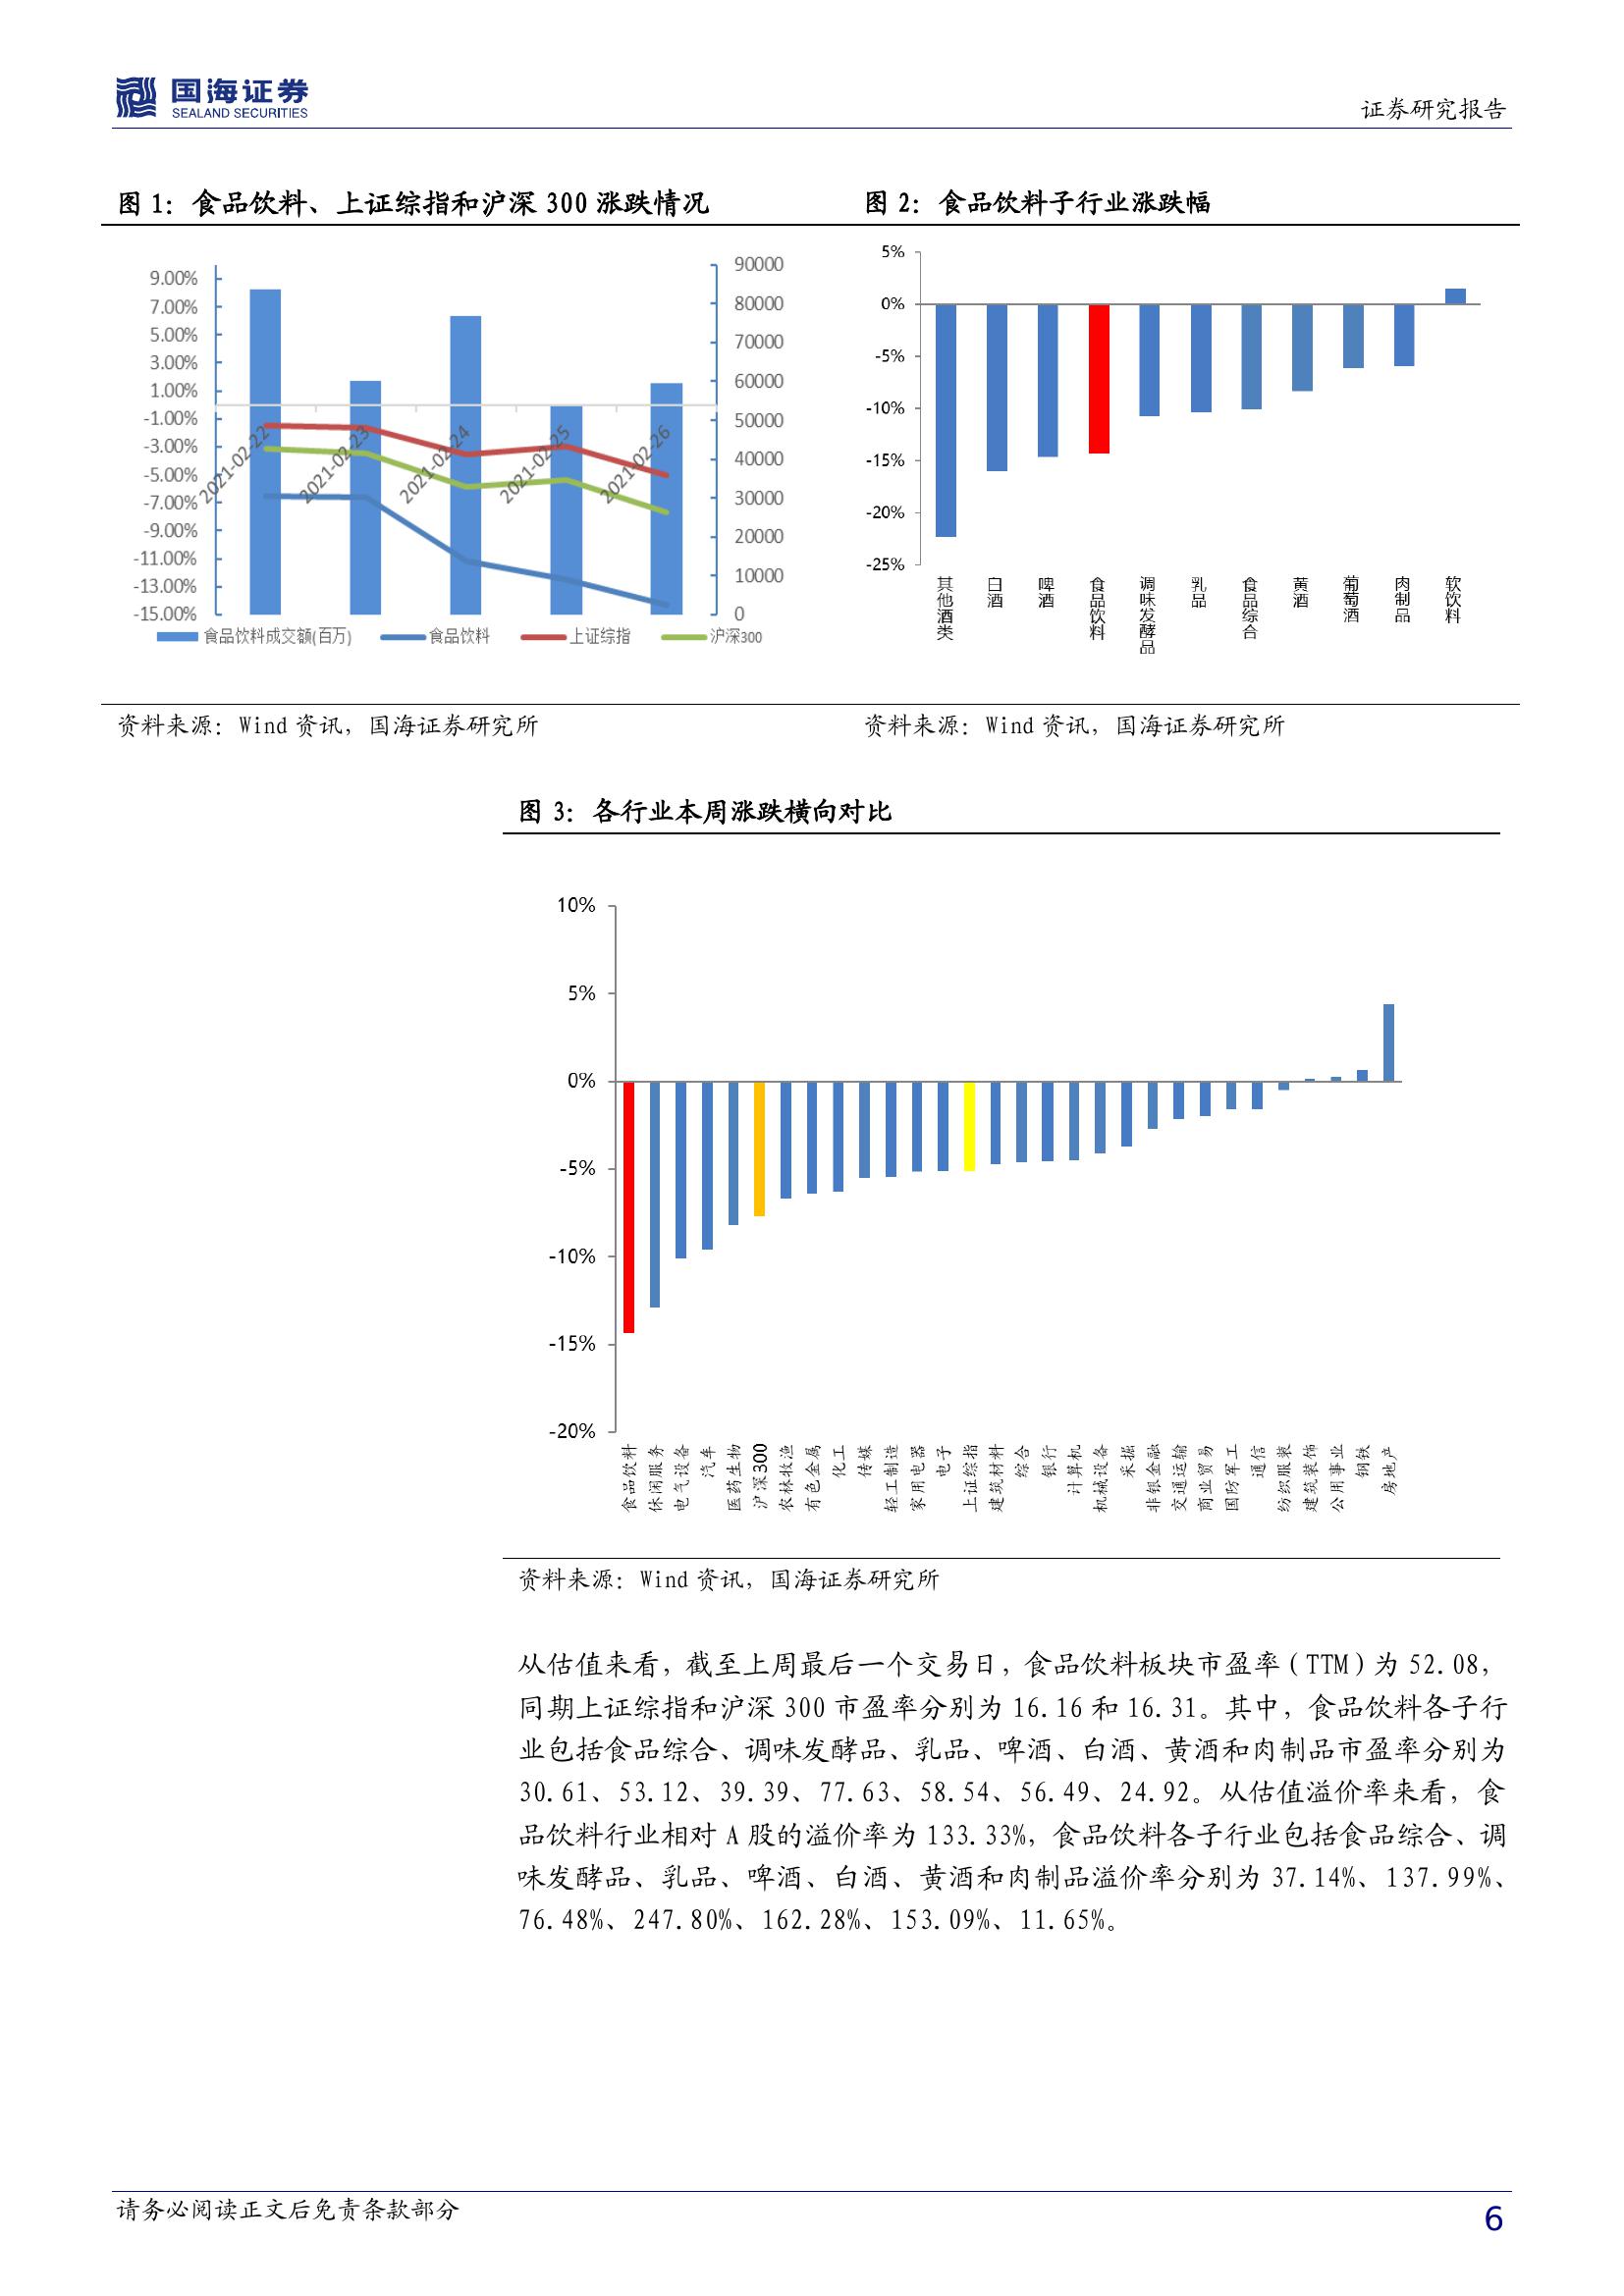 国海证券
SEALAND SECURITIES
证券研究报告
图 1：食品饮料、上证综指和沪深 300 涨跌情况
9.00%
7.00%
5.00%
3.00%
1.00%
-1.00%
-3.00%
-5.00%
-7.00%
-9.00%
-11.00%
-13.00%
-15.00%
90000
80000
70000
60000
50000
40000
30000
20000
10000
0
2021-02-22
2021-02-23
2021-02-24
2021-02-25
2021-02-26
食品饮料成交额(百万)
食品饮料
上证综指
沪深300
资料来源：Wind 资讯，国海证券研究所
图 2：食品饮料子行业涨跌幅
5%
0%
-5%
-10%
-15%
-20%
-25%
其他酒类
白酒
啤酒
食品饮料
调味发酵品
乳品
食品综合
黄酒
葡萄酒
肉制品
软饮料
资料来源：Wind 资讯，国海证券研究所
图 3：各行业本周涨跌横向对比
10%
5%
0%
-5%
-10%
-15%
-20%
食品饮料
休闲服务
电气设备
汽车
医药生物
沪深300
农林牧渔
有色金属
化工
传媒
轻工制造
家用电器
电子
上证综指
建筑材料
综合
银行
计算机
机械设备
采掘
非银金融
交通运输
商业贸易
国防军工
通信
纺织服装
建筑装饰
公用事业
钢铁
房地产
资料来源：Wind 资讯，国海证券研究所
从估值来看，截至上周最后一个交易日，食品饮料板块市盈率（TTM）为 52.08，
同期上证综指和沪深 300 市盈率分别为 16.16 和 16.31。其中，食品饮料各子行
业包括食品综合、调味发酵品、乳品、啤酒、白酒、黄酒和肉制品市盈率分别为
30.61、53.12、39.39、77.63、58.54、56.49、24.92。从估值溢价率来看，食
品饮料行业相对 A 股的溢价率为 133.33%，食品饮料各子行业包括食品综合、调
味发酵品、乳品、啤酒、白酒、黄酒和肉制品溢价率分别为 37.14%、137.99%、
76.48%、247.80%、162.28%、153.09%、11.65%。
请务必阅读正文后免责条款部分
6